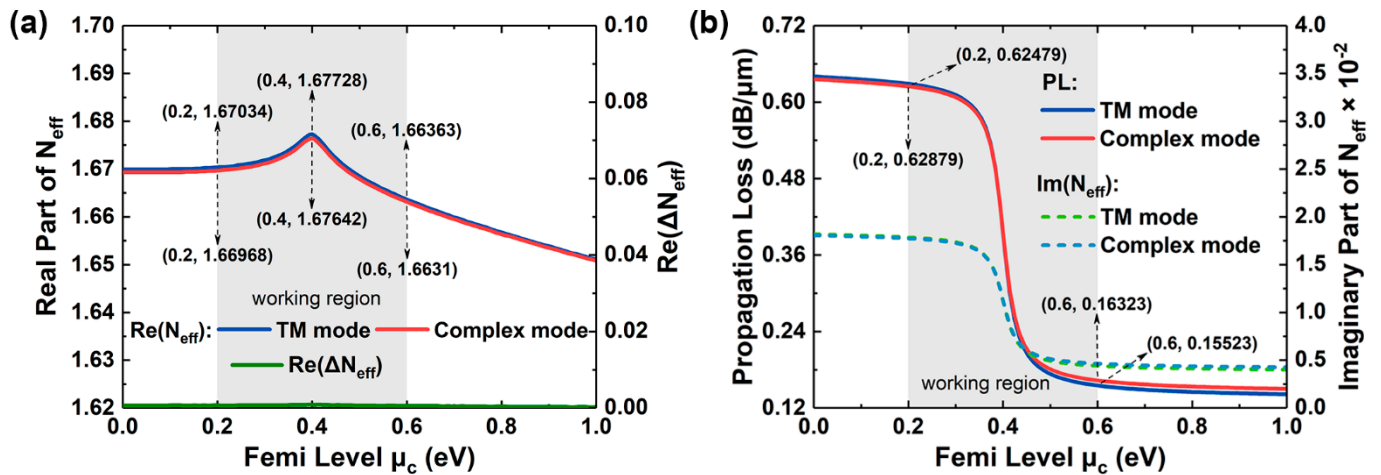 (a)
Real Part of N_eff
1.70
1.69
1.68
1.67
1.66
1.65
1.64
1.63
1.62
(0.4, 1.67728)
(0.2, 1.67034)
(0.6, 1.66363)
(0.4, 1.67642)
(0.2, 1.66968)
(0.6, 1.6631)
working region
Re(N_eff):
TM mode
Complex mode
Re(ΔN_eff)
0.10
0.08
0.06
0.04
0.02
0.00
Re(ΔN_eff)
0.0 0.2 0.4 0.6 0.8 1.0
Femi Level μ_c (eV)
(b)
Propagation Loss (dB/μm)
0.72
0.60
0.48
0.36
0.24
0.12
(0.2, 0.62479)
(0.2, 0.62879)
PL:
TM mode
Complex mode
Im(N_eff):
TM mode
Complex mode
(0.6, 0.16323)
(0.6, 0.15523)
working region
4.0
3.5
3.0
2.5
2.0
1.5
1.0
0.5
0.0
Imaginary Part of N_eff × 10^-2
0.0 0.2 0.4 0.6 0.8 1.0
Femi Level μ_c (eV)